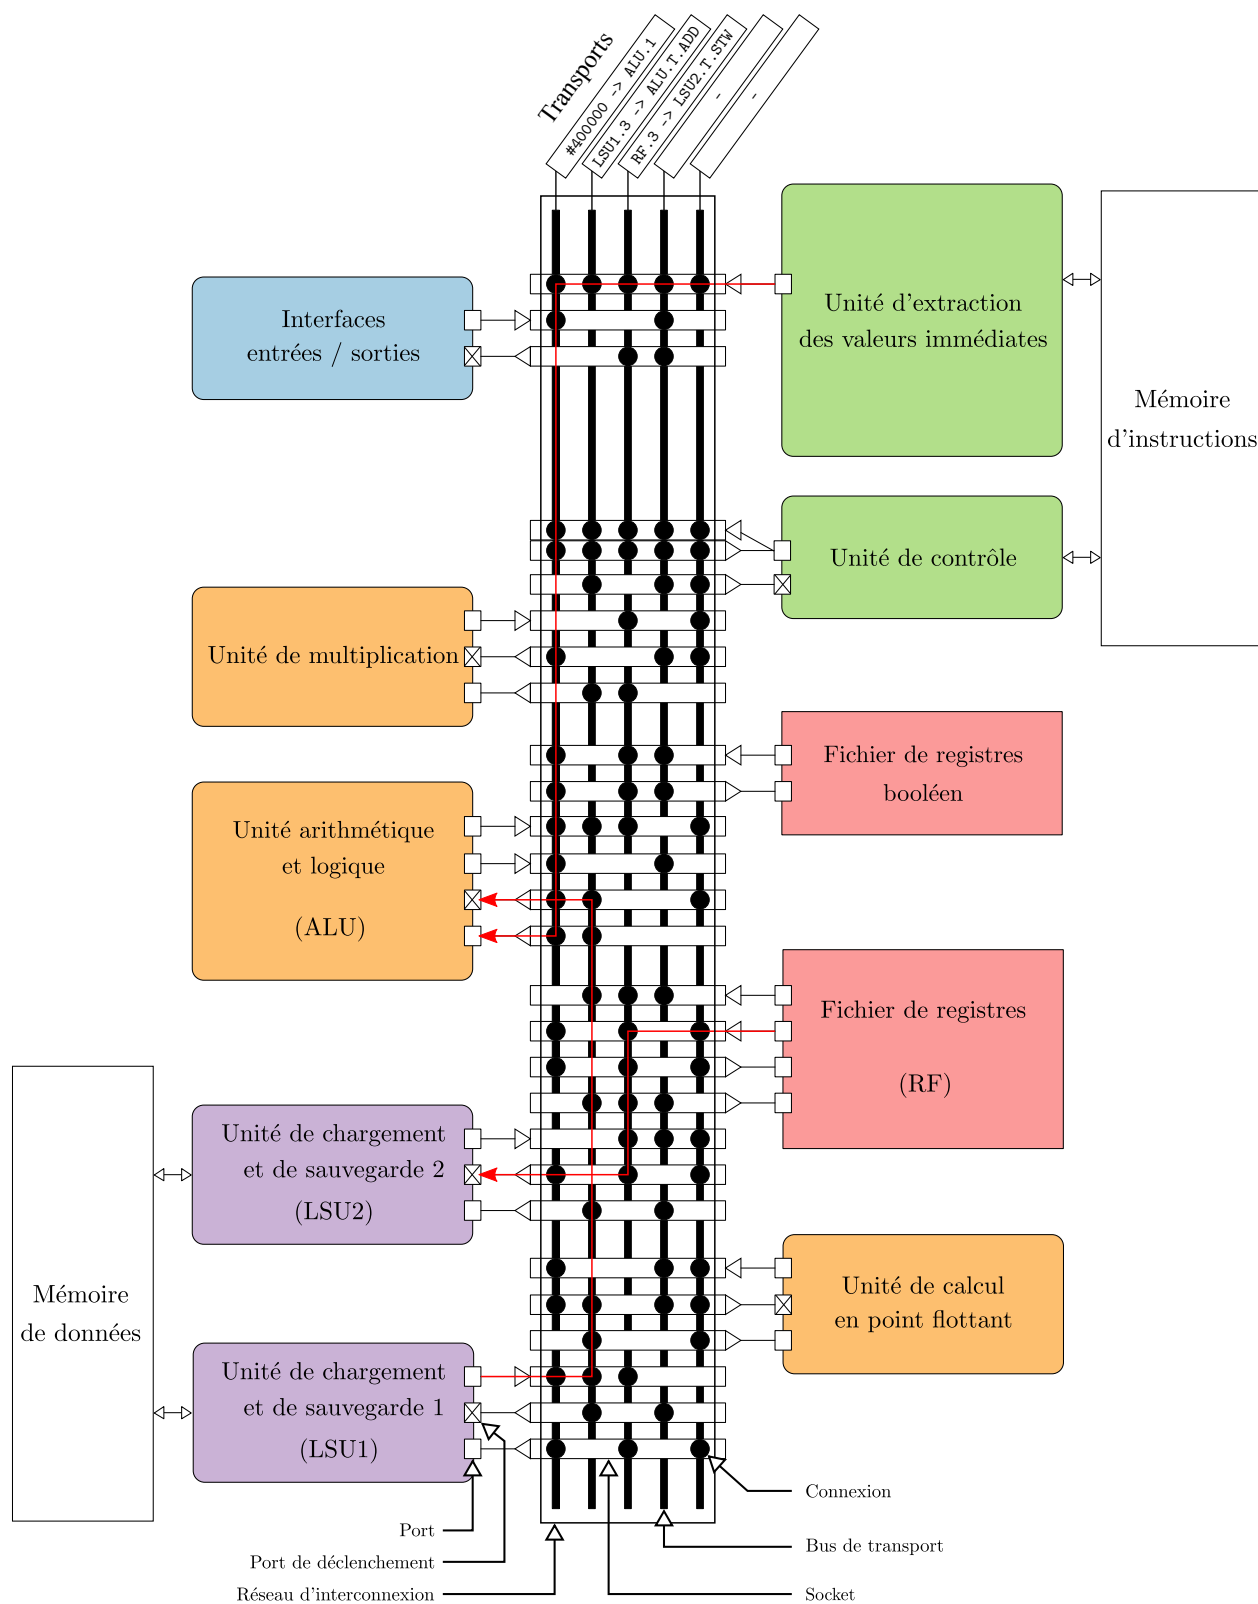 Transports
#400000 -> ALU.1
LSU1.3 -> ALU.T.ADD
RF.3 -> LSU2.T.STW
-
-
Interfaces
entrées / sorties
Unité d'extraction
des valeurs immédiates
Mémoire
d'instructions
Unité de contrôle
Unité de multiplication
Fichier de registres
booléen
Unité arithmétique
et logique
(ALU)
Fichier de registres
(RF)
Unité de chargement
et de sauvegarde 2
(LSU2)
Mémoire
de données
Unité de calcul
en point flottant
Unité de chargement
et de sauvegarde 1
(LSU1)
Port
Port de déclenchement
Réseau d'interconnexion
Connexion
Bus de transport
Socket